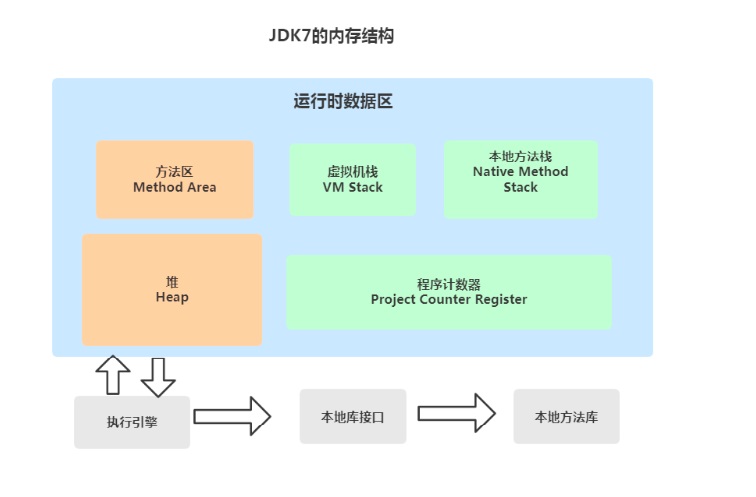 JDK7的内存结构
运行时数据区
方法区
Method Area
虚拟机栈
VM Stack
本地方法栈
Native Method
Stack
堆
Heap
程序计数器
Project Counter Register
执行引擎
本地库接口
本地方法库